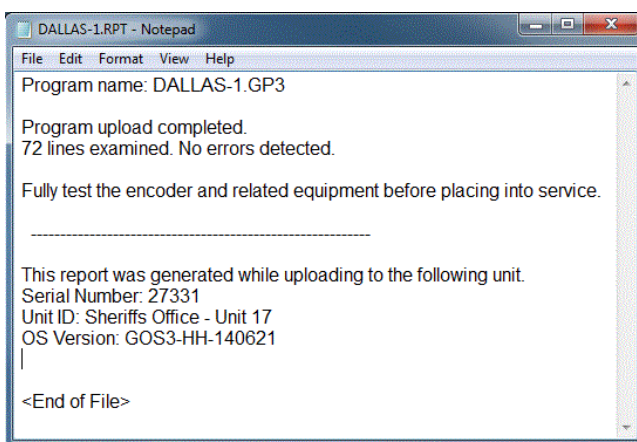 DALLAS-1.RPT - Notepad
File Edit Format View Help
Program name: DALLAS-1.GP3
Program upload completed.
72 lines examined. No errors detected.
Fully test the encoder and related equipment before placing into service.
----------------------------------------------------------
This report was generated while uploading to the following unit.
Serial Number: 27331
Unit ID: Sheriffs Office - Unit 17
OS Version: GOS3-HH-140621
<End of File>